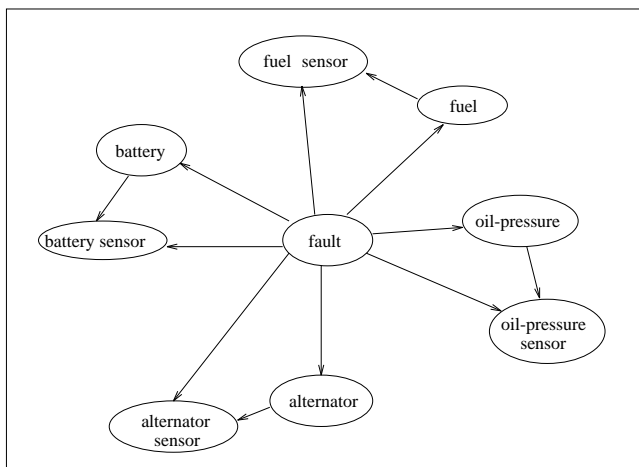 fuel sensor
fuel
battery
oil-pressure
battery sensor
fault
oil-pressure
sensor
alternator
alternator
sensor